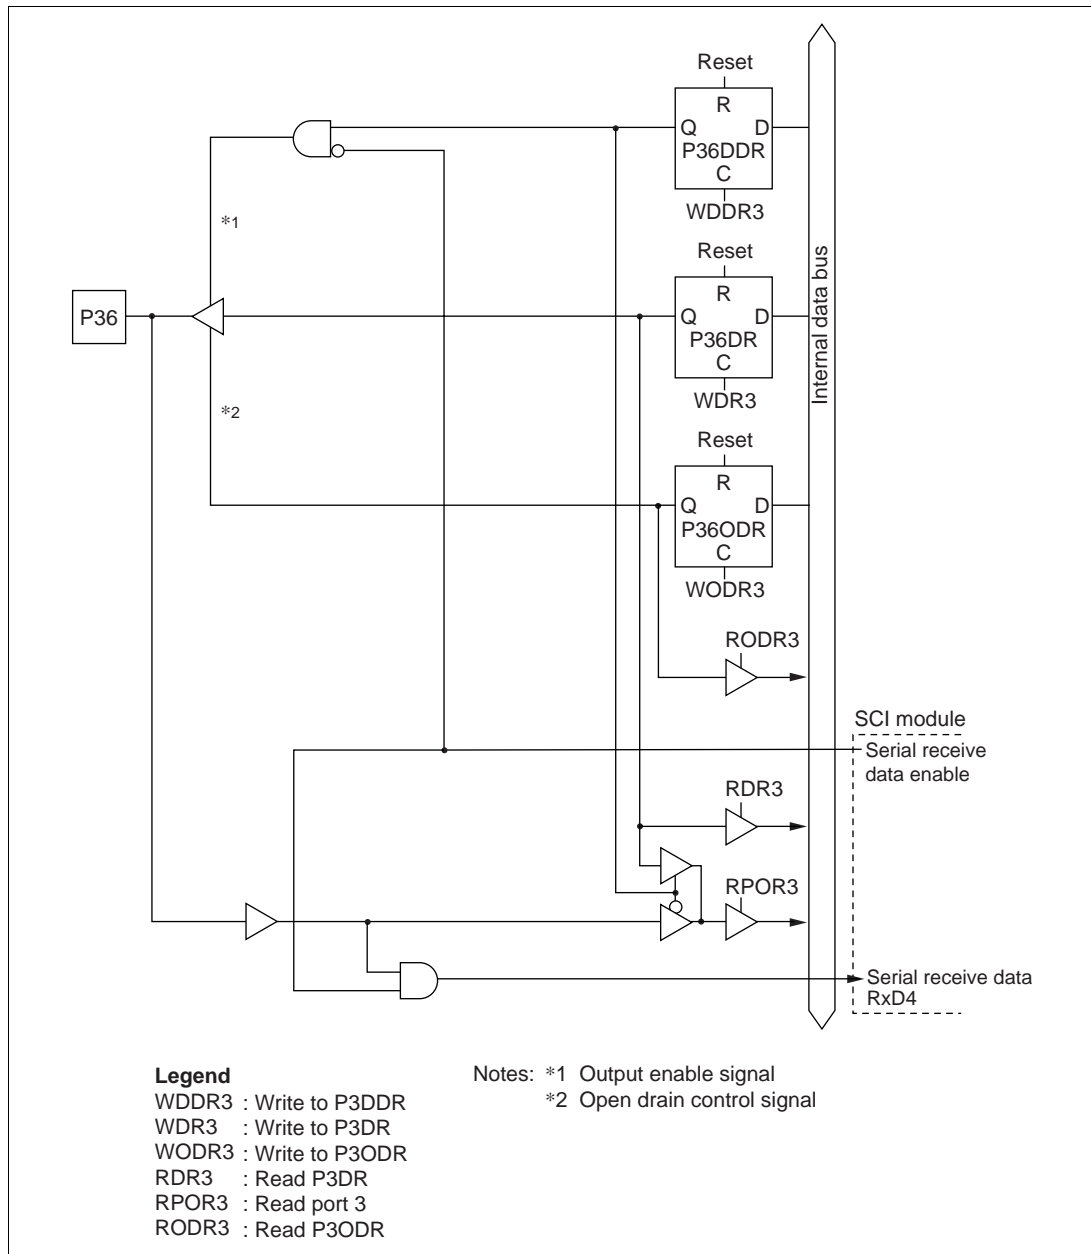 Reset
R
Q D
P36DDR
C
WDDR3
*1
Reset
R
P36
Q D
P36DR
C
WDR3
Internal data bus
*2
Reset
R
Q D
P36ODR
C
WODR3
RODR3
SCI module
Serial receive
data enable
RDR3
RPOR3
Serial receive data
RxD4
Legend
WDDR3 : Write to P3DDR
WDR3 : Write to P3DR
WODR3 : Write to P3ODR
RDR3 : Read P3DR
RPOR3 : Read port 3
RODR3 : Read P3ODR
Notes: *1 Output enable signal
*2 Open drain control signal